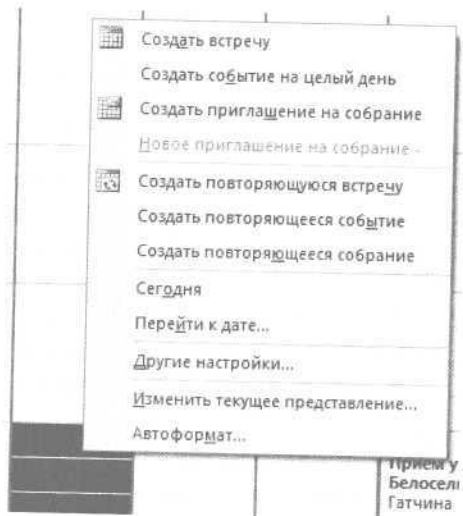 Создать встречу
Создать событие на целый день
Создать приглашение на собрание
Новое приглашение на собрание -
Создать повторяющуюся встречу
Создать повторяющееся событие
Создать повторяющееся собрание
Сегодня
Перейти к дате...
Другие настройки...
Изменить текущее представление...
Автоформат...
Прием у
Белосел
Гатчина